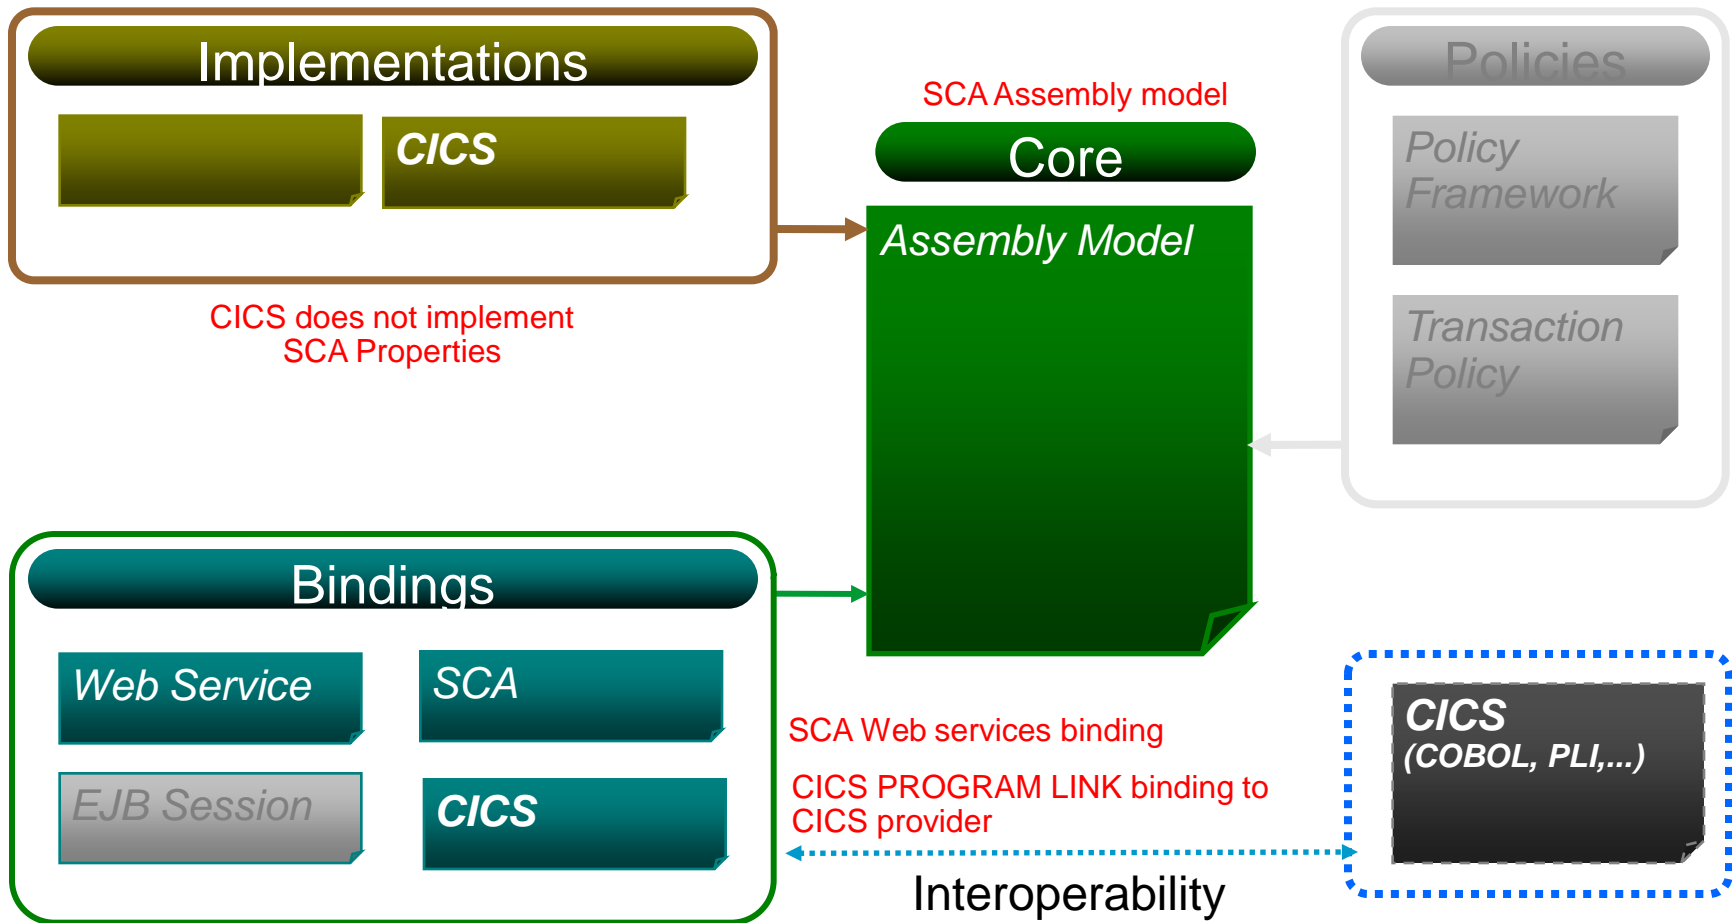 Implementations
CICS
CICS does not implement
SCA Properties
SCA Assembly model
Core
Assembly Model
Policies
Policy
Framework
Transaction
Policy
Bindings
Web Service
SCA
EJB Session
CICS
SCA Web services binding
CICS PROGRAM LINK binding to
CICS provider
Interoperability
CICS
(COBOL, PLI,...)